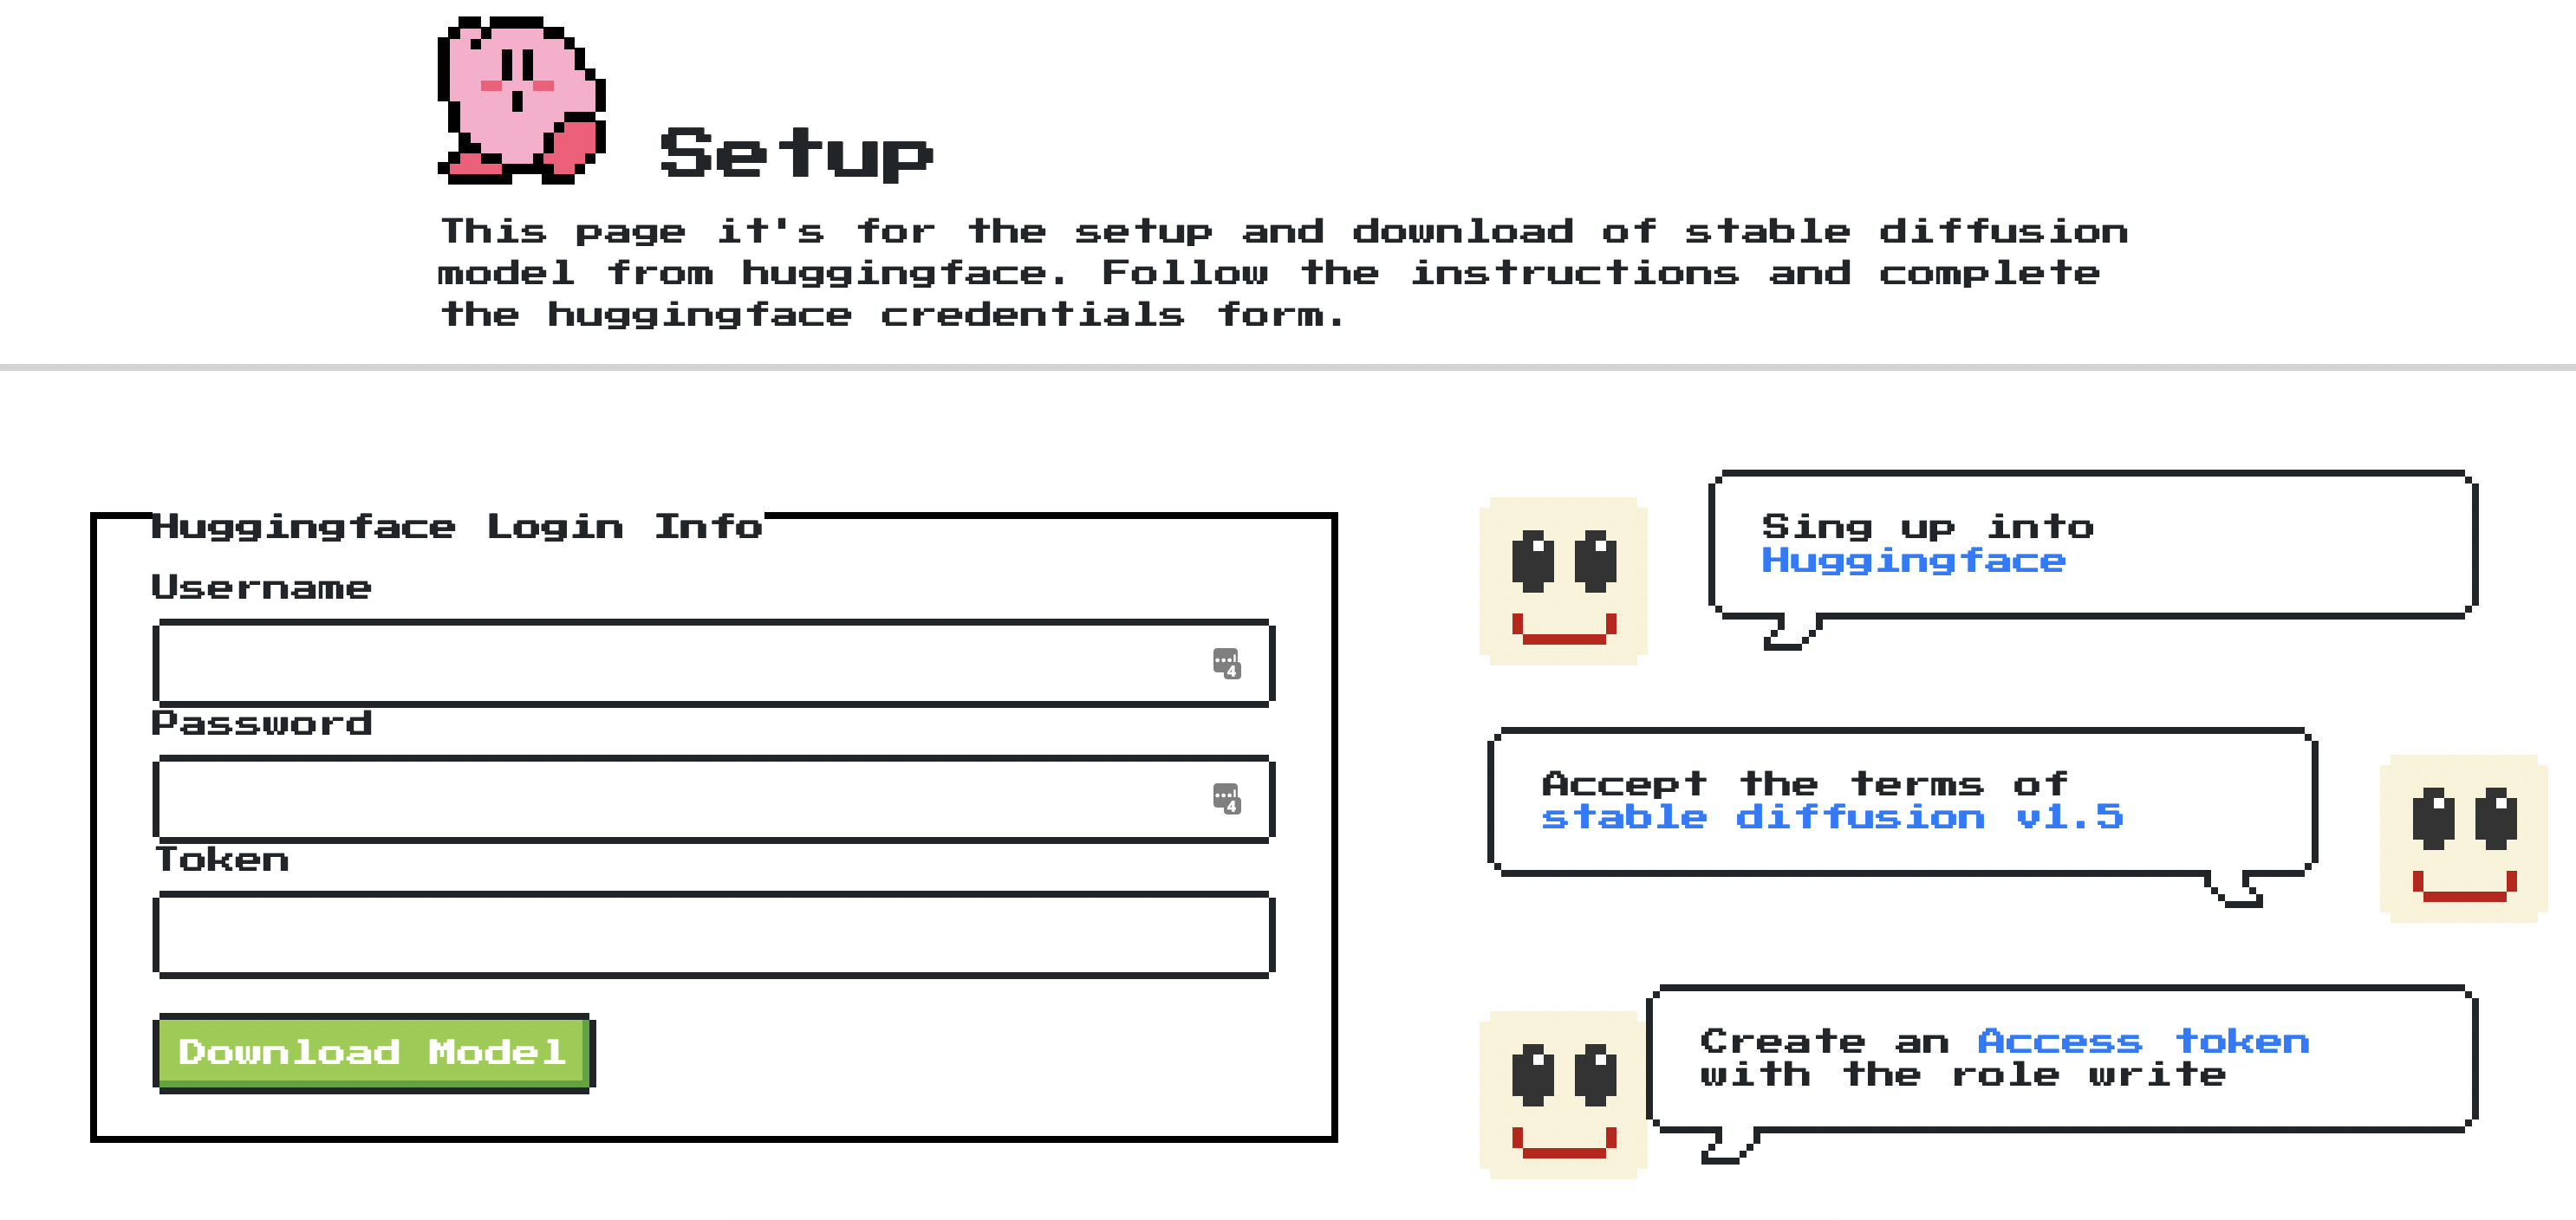 Setup
This page it's for the setup and download of stable diffusion
model from huggingface. Follow the instructions and complete
the huggingface credentials form.
Huggingface Login Info
Username
4
Password
4
Token
Download Model
Sing up into
Huggingface
Accept the terms of
stable diffusion v1.5
Create an Access token
with the role write